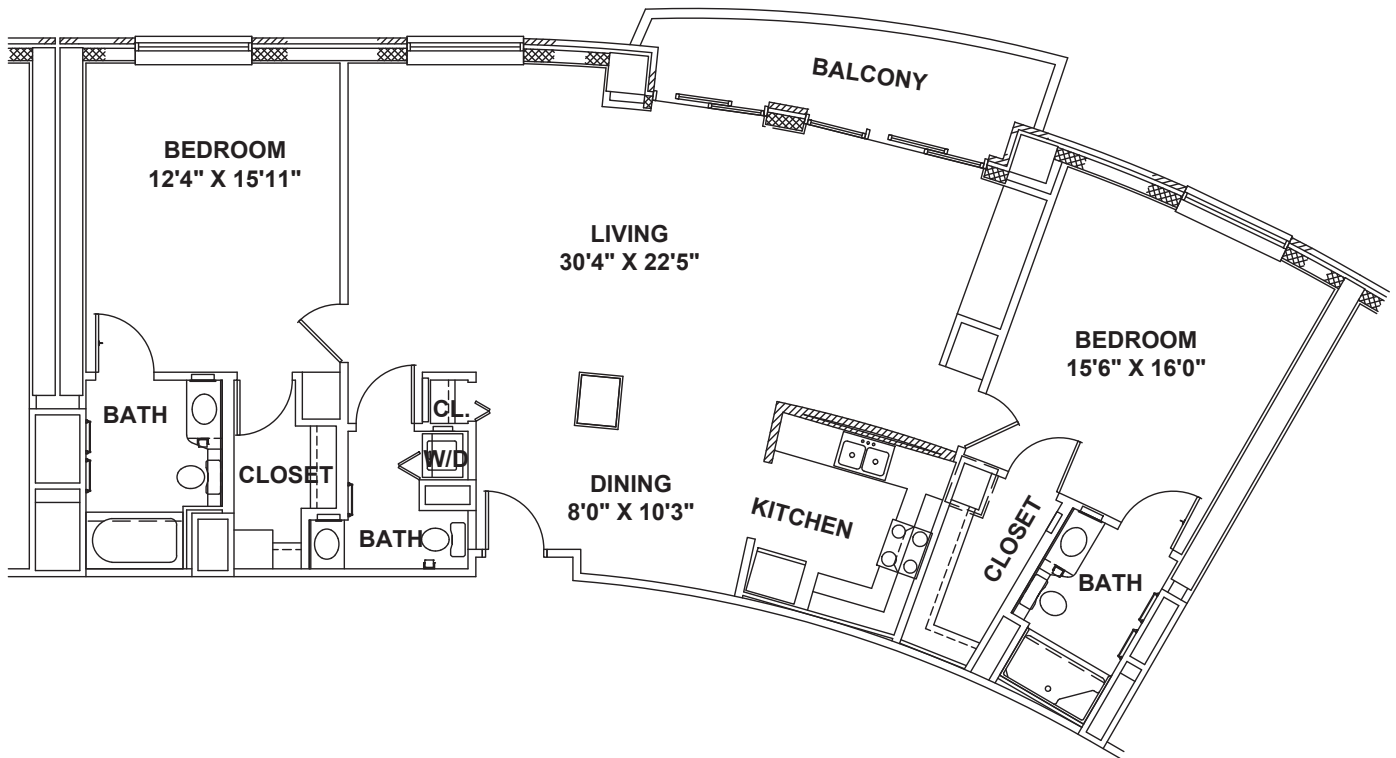 BALCONY
BEDROOM
12'4" X 15'11"
LIVING
30'4" X 22'5"
BEDROOM
15'6" X 16'0"
BATH
CL.
CLOSET
W/D
DINING
8'0" X 10'3"
KITCHEN
BATH
CLOSET
BATH